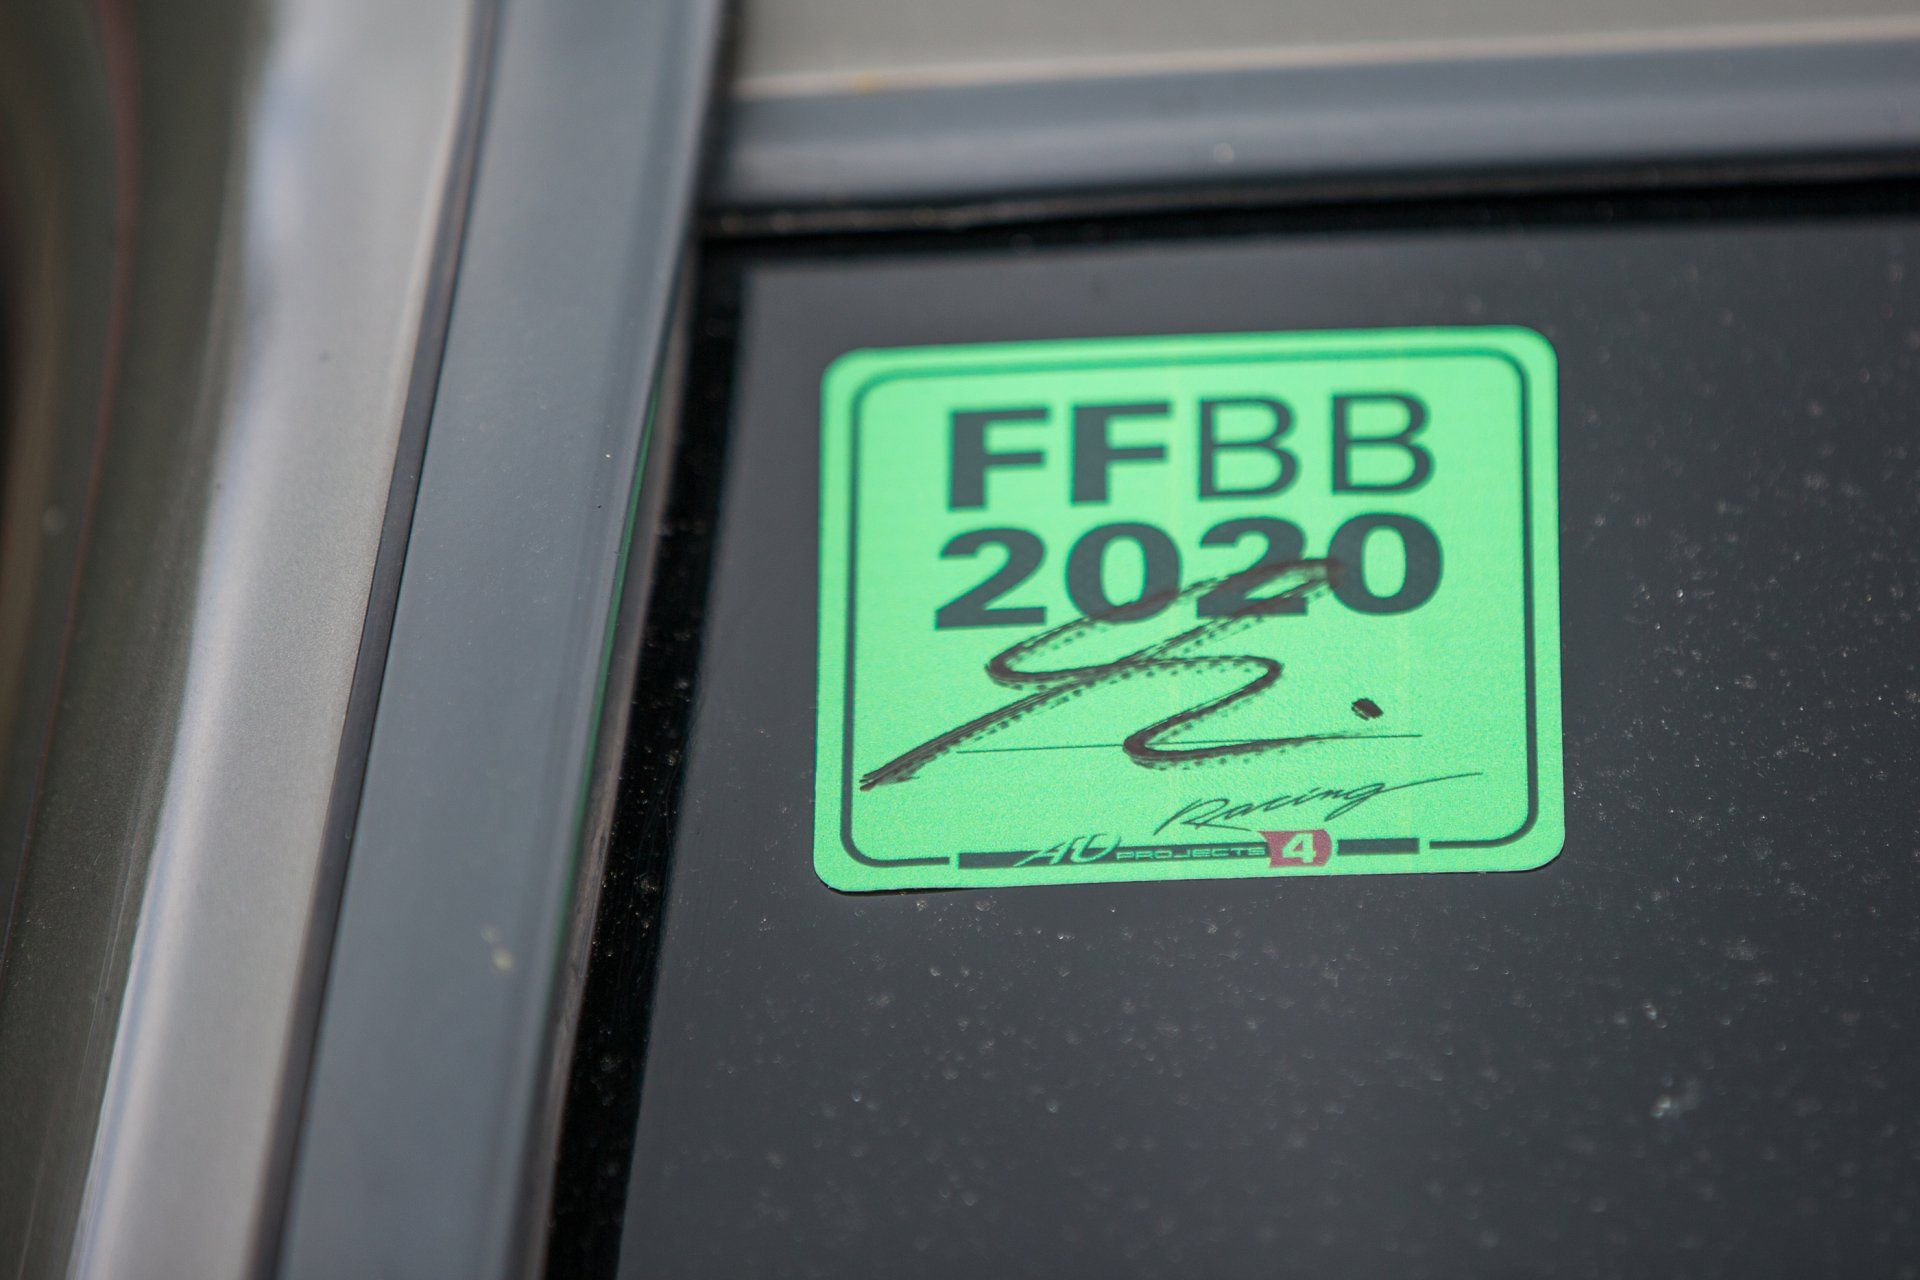 FFBB
2020
Racing
PROJECTS 4